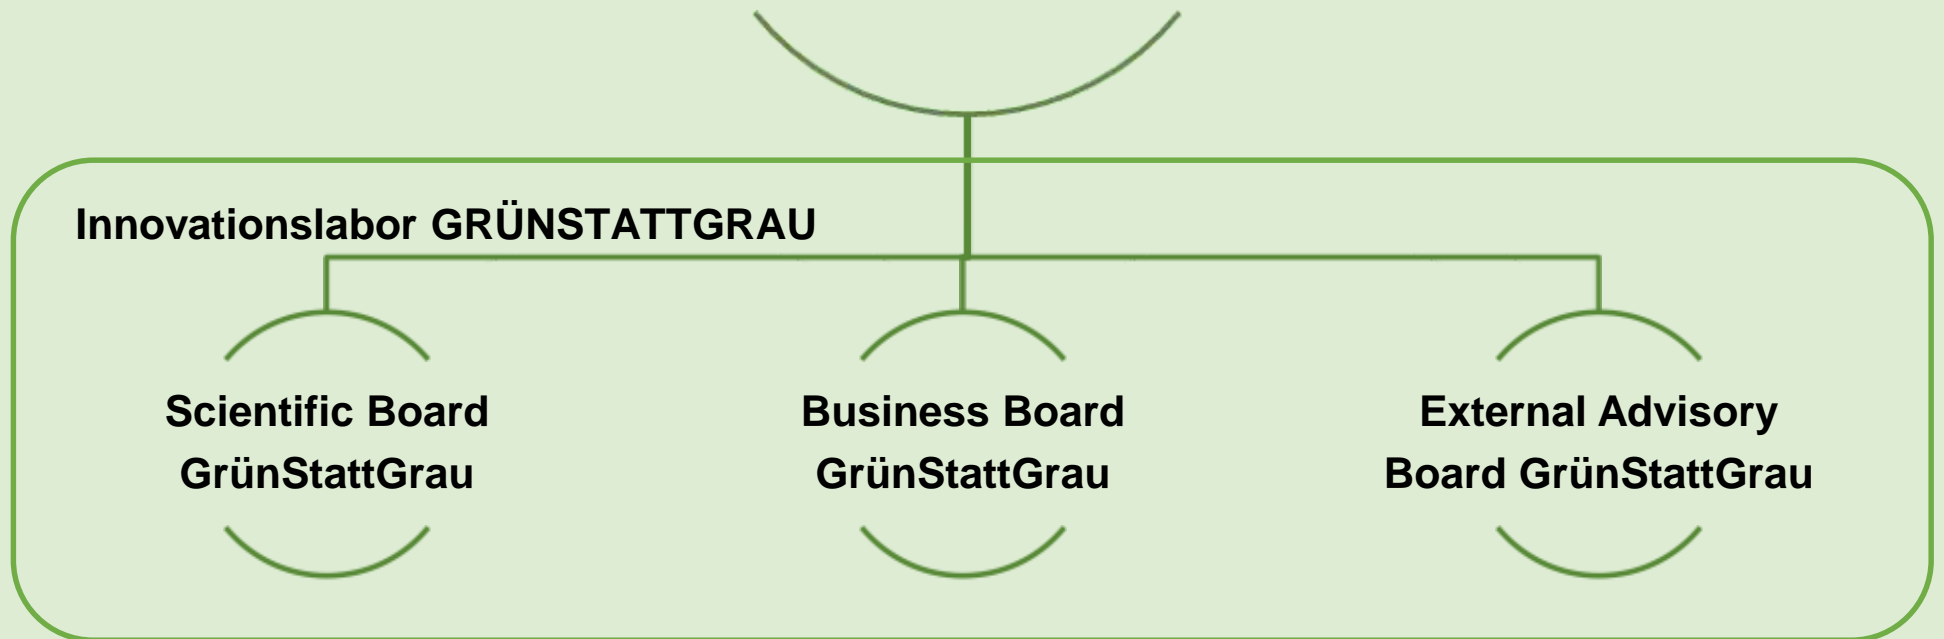 Innovationslabor GRÜNSTATTGRAU
Scientific Board
GrünStattGrau
Business Board
GrünStattGrau
External Advisory
Board GrünStattGrau